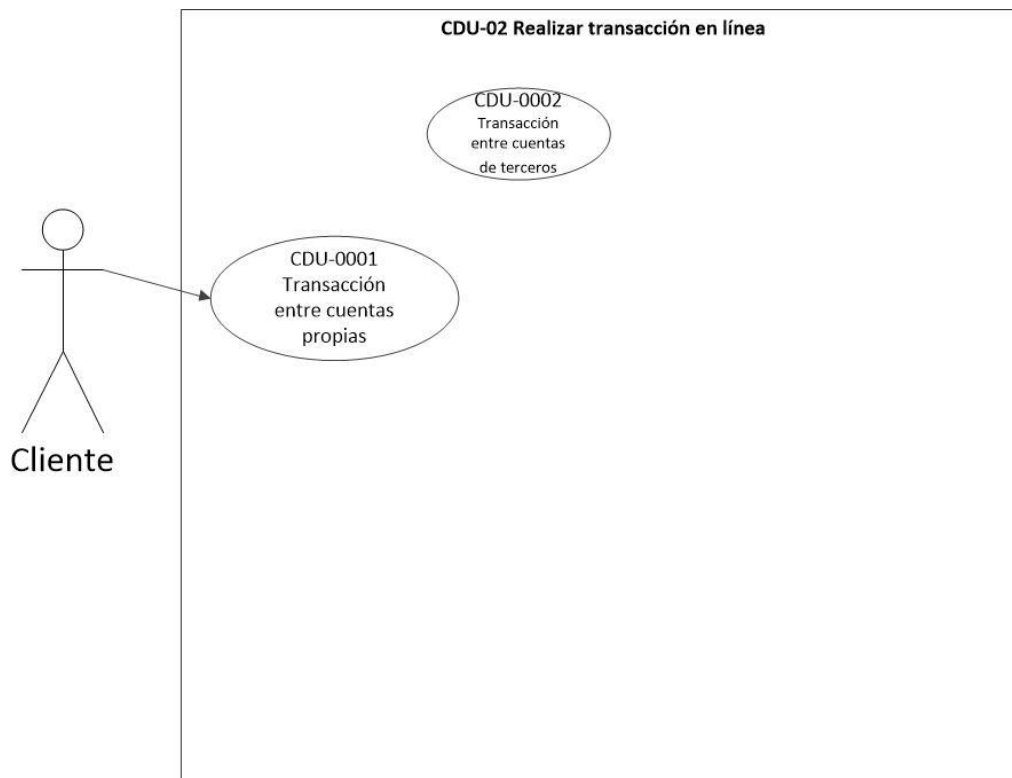 CDU-02 Realizar transacción en línea
CDU-0002
Transacción
entre cuentas
de terceros
CDU-0001
Transacción
entre cuentas
propias
Cliente